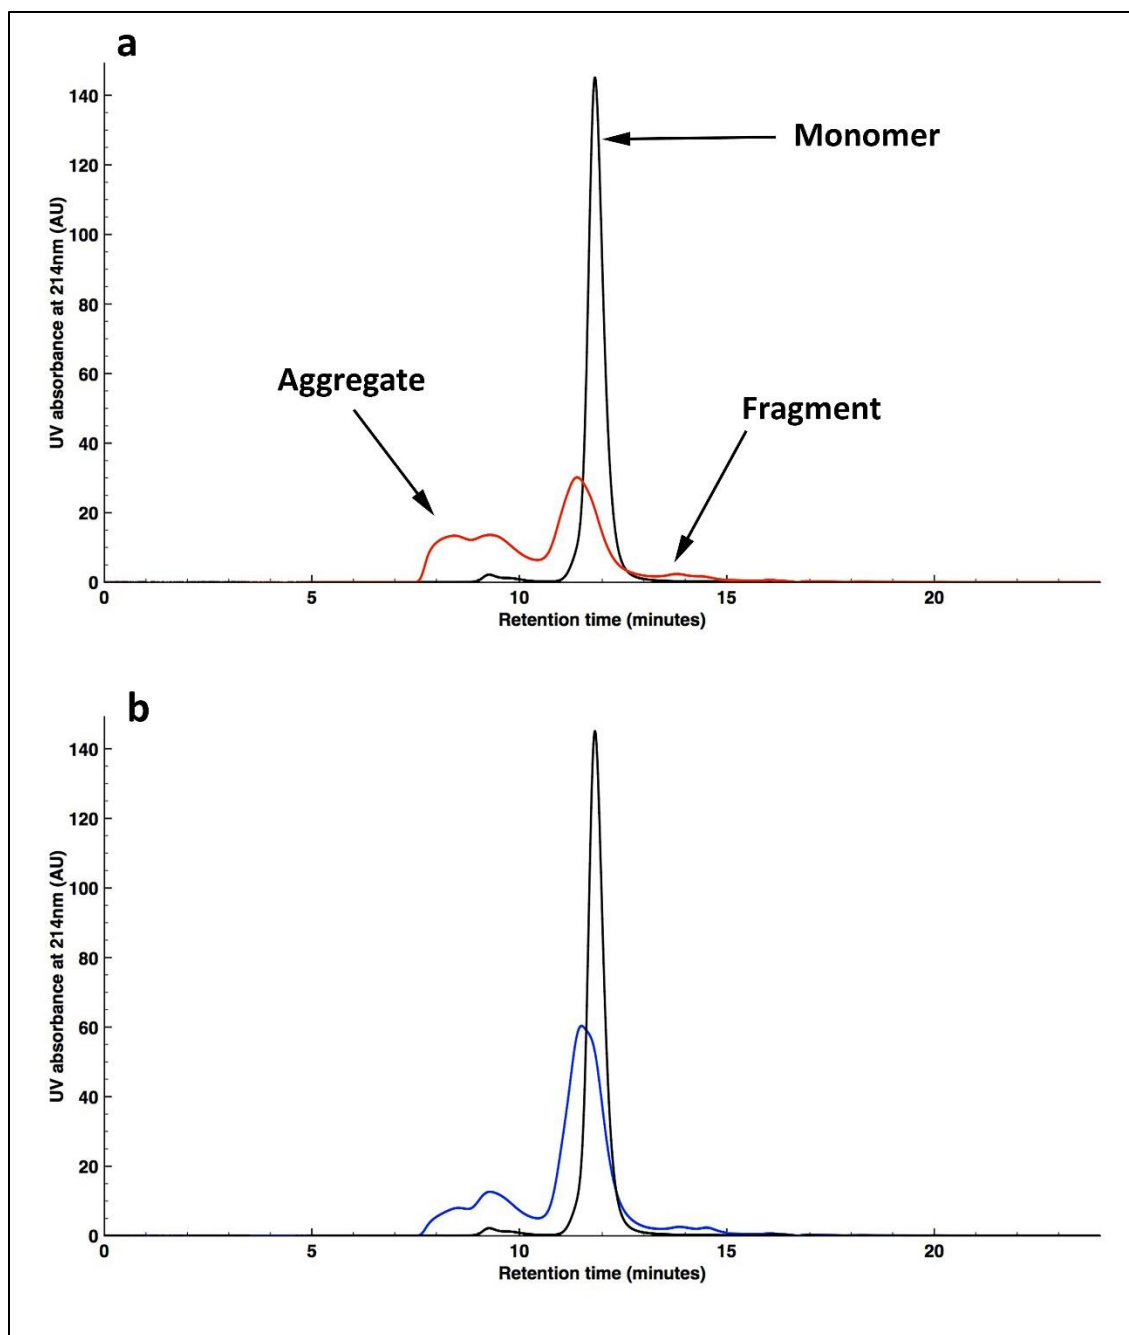 a
140
120
100
80
60
40
20
0
UV absorbance at 214nm (AU)
Monomer
Aggregate
Fragment
0 5 10 15 20
Retention time (minutes)
b
140
120
100
80
60
40
20
0
UV absorbance at 214nm (AU)
0 5 10 15 20
Retention time (minutes)